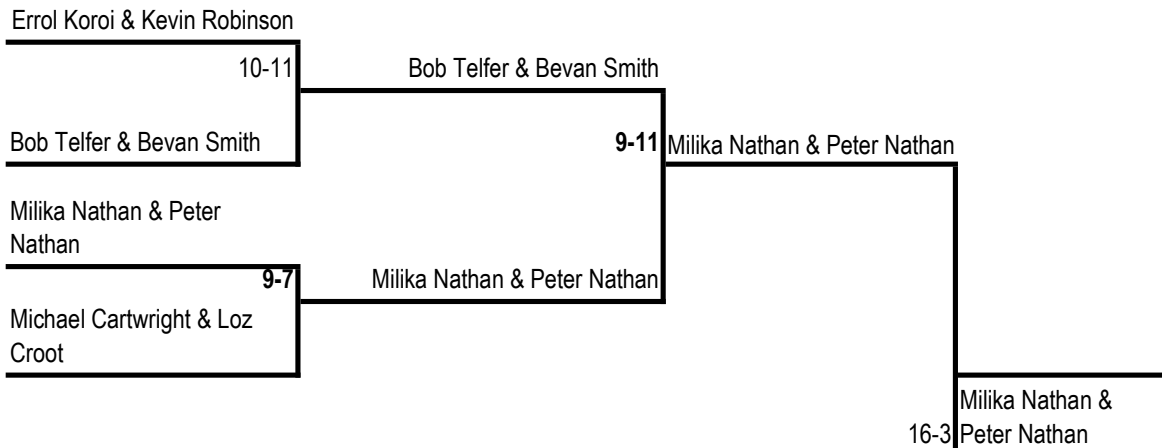 Errol Koroi & Kevin Robinson
10-11
Bob Telfer & Bevan Smith
Bob Telfer & Bevan Smith
9-11
Milika Nathan & Peter Nathan
Milika Nathan & Peter
Nathan
9-7
Milika Nathan & Peter Nathan
Michael Cartwright & Loz
Croot
Milika Nathan &
16-3 Peter Nathan